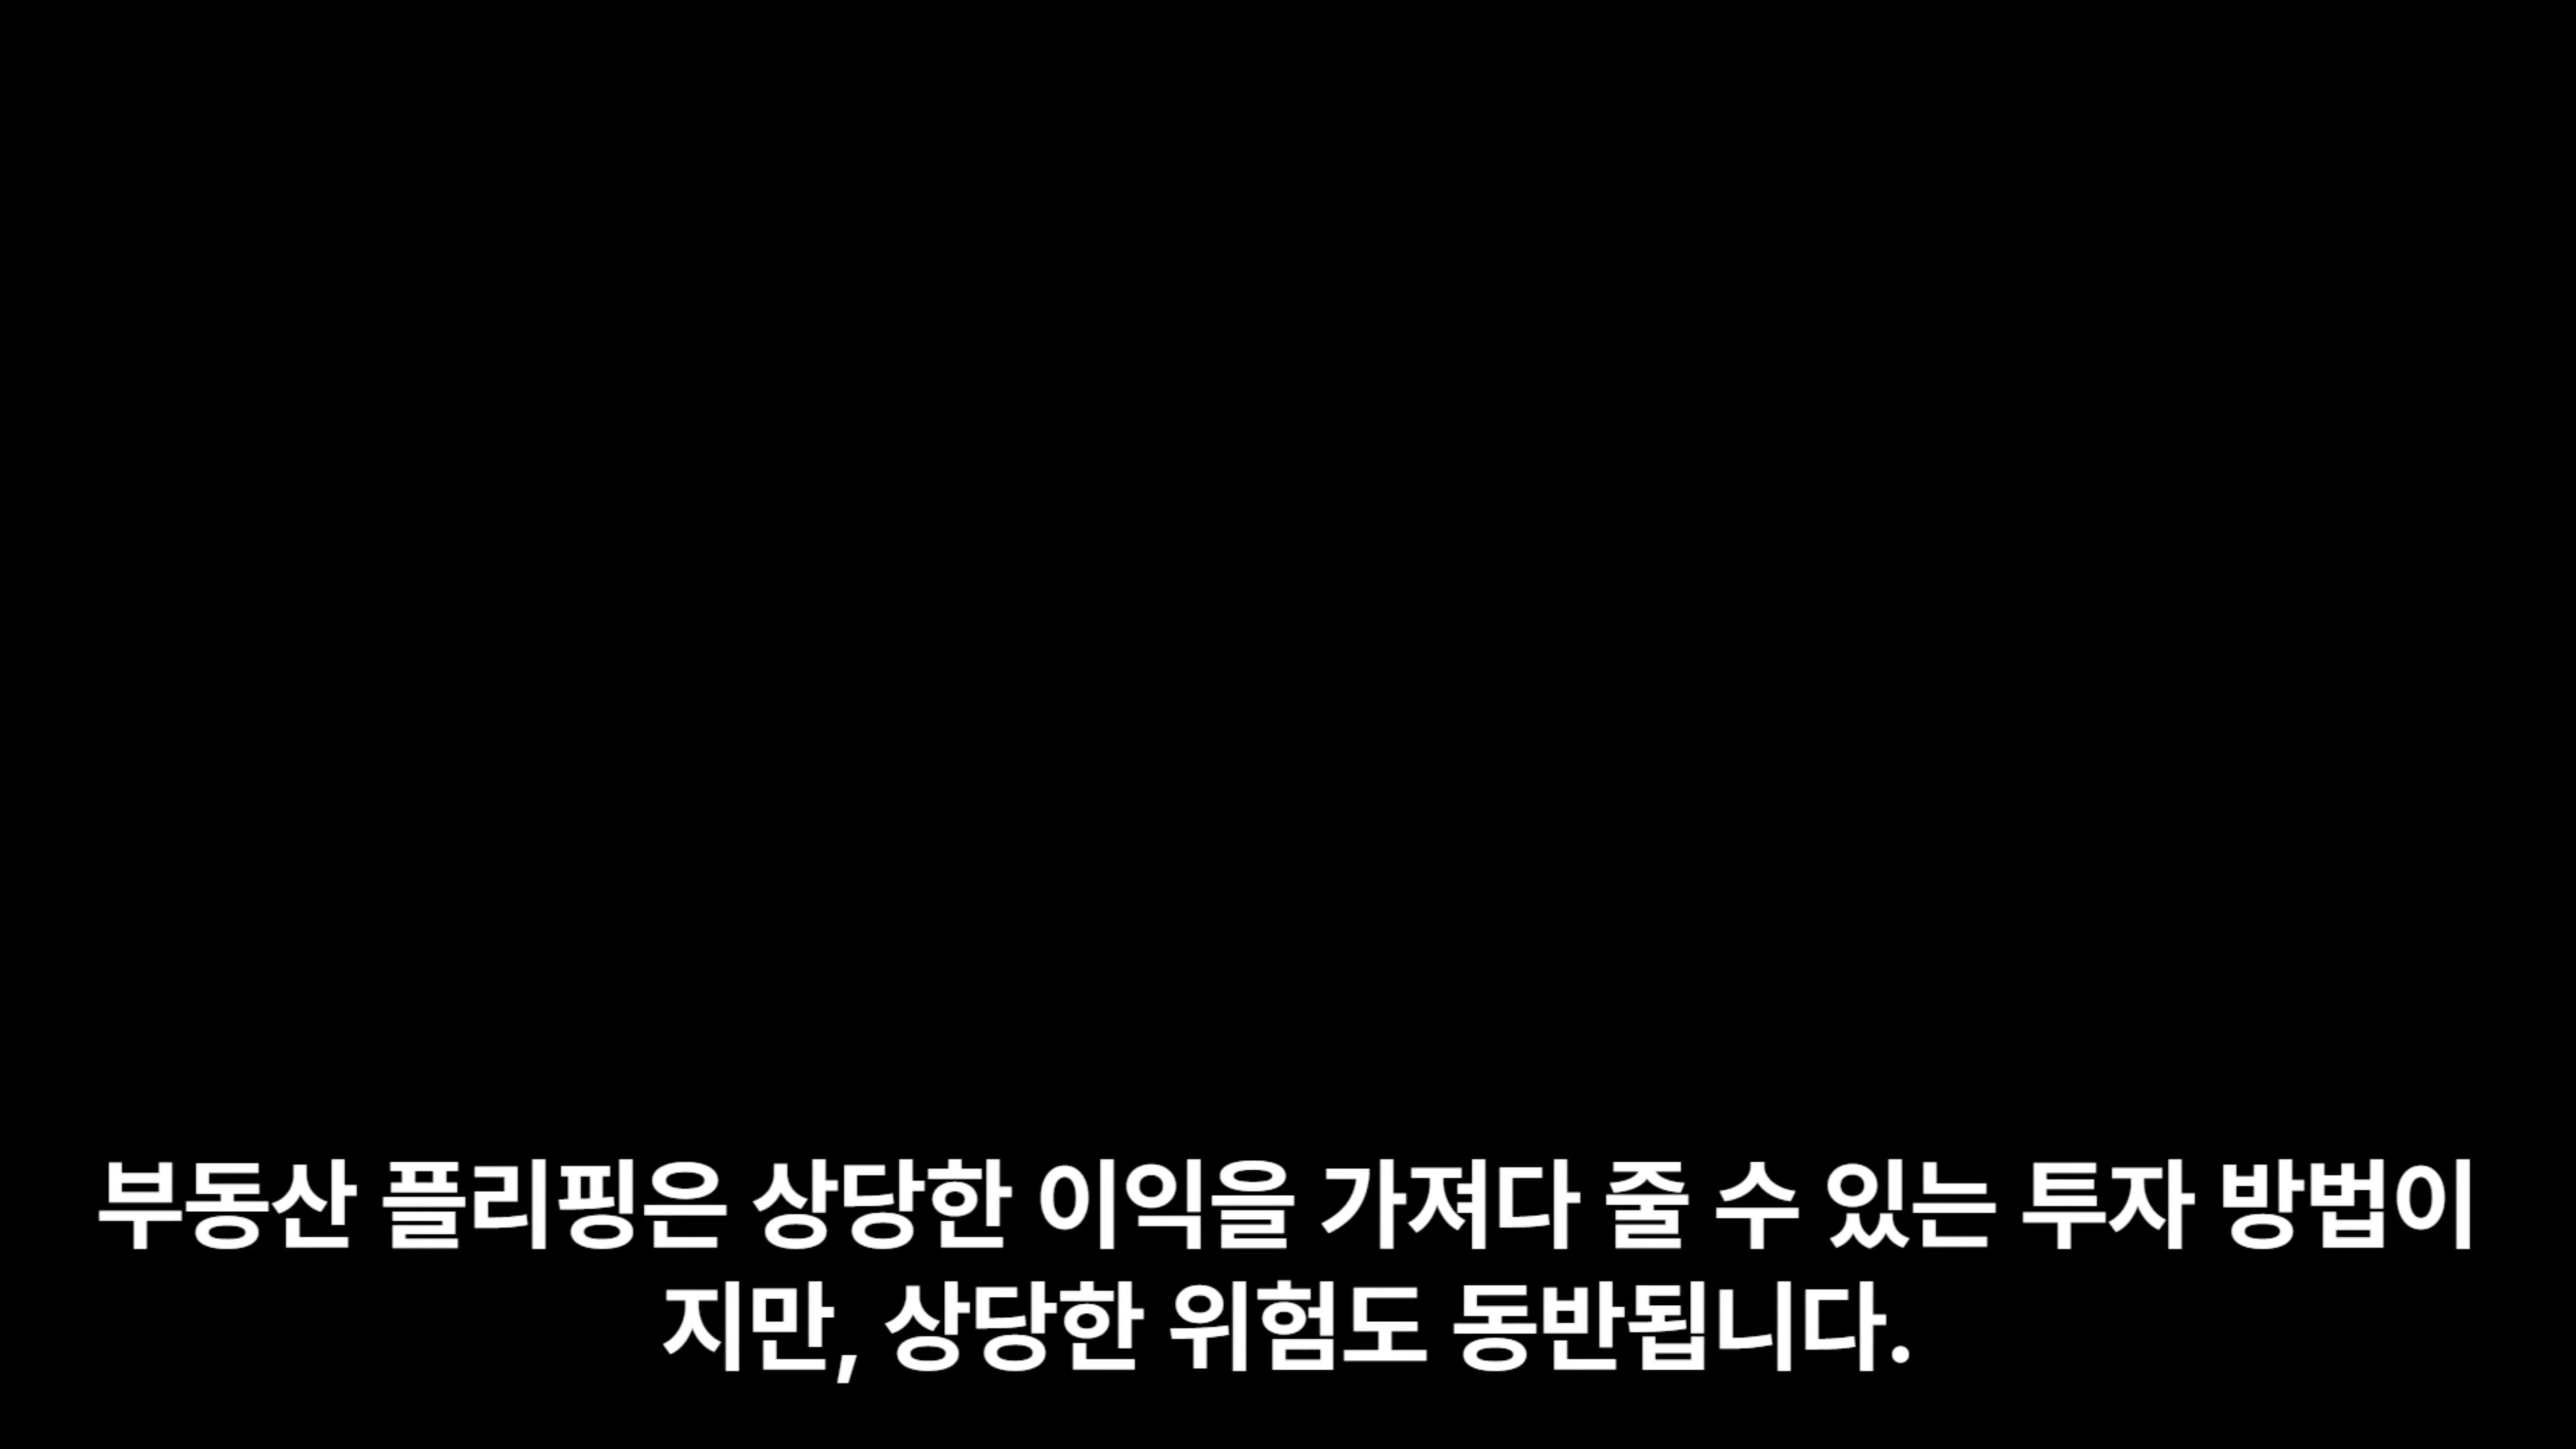 부동산 플리핑은 상당한 이익을 가져다 줄 수 있는 투자 방법이
지만, 상당한 위험도 동반됩니다.